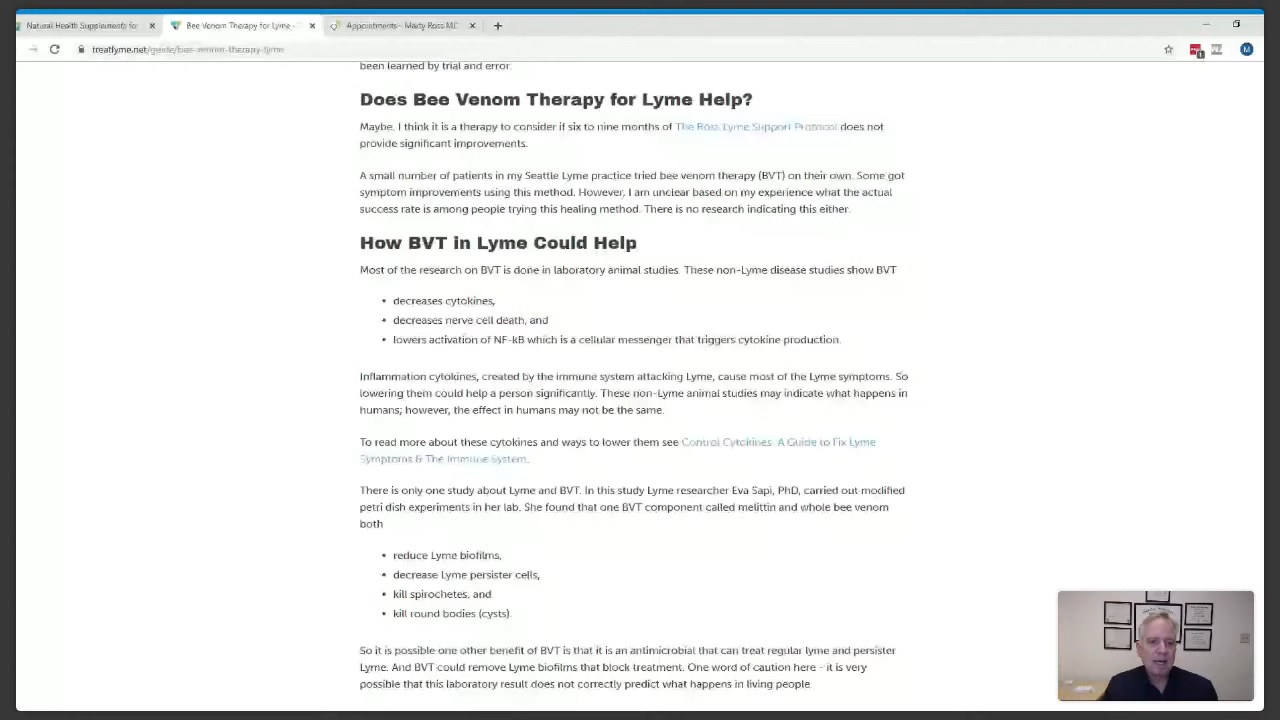 Natural Health Supplements for
Bee Venom Therapy for Lyme -
Appointments - Marty Ross MD
treatlyme.net/guide/bee-venom-therapy-lyme
M
been learned by trial and error.
Does Bee Venom Therapy for Lyme Help?
Maybe, I think it is a therapy to consider if six to nine months of The Ross Lyme Support Protocol does not
provide significant improvements.
A small number of patients in my Seattle Lyme practice tried bee venom therapy (BVT) on their own. Some got
symptom improvements using this method. However, I am unclear based on my experience what the actual
success rate is among people trying this healing method. There is no research indicating this either.
How BVT in Lyme Could Help
Most of the research on BVT is done in laboratory animal studies. These non-Lyme disease studies show BVT
• decreases cytokines,
• decreases nerve cell death, and
• lowers activation of NF-kB which is a cellular messenger that triggers cytokine production.
Inflammation cytokines, created by the immune system attacking Lyme, cause most of the Lyme symptoms. So
lowering them could help a person significantly. These non-Lyme animal studies may indicate what happens in
humans; however, the effect in humans may not be the same.
To read more about these cytokines and ways to lower them see Control Cytokines: A Guide to Fix Lyme
Symptoms & The Immune System.
There is only one study about Lyme and BVT. In this study Lyme researcher Eva Sapi, PhD, carried out modified
petri dish experiments in her lab. She found that one BVT component called melittin and whole bee venom
both
• reduce Lyme biofilms,
• decrease Lyme persister cells,
• kill spirochetes, and
• kill round bodies (cysts).
So it is possible one other benefit of BVT is that it is an antimicrobial that can treat regular lyme and persister
Lyme. And BVT could remove Lyme biofilms that block treatment. One word of caution here - it is very
possible that this laboratory result does not correctly predict what happens in living people.